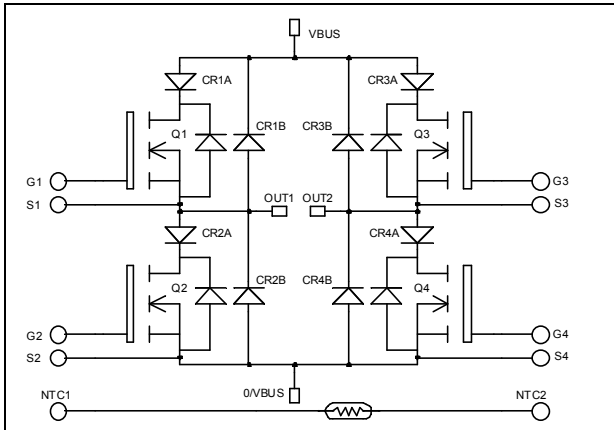 VBUS
CR1A
CR3A
Q1
CR1B
CR3B
Q3
G1
G3
S1
OUT1
OUT2
S3
CR2A
CR4A
Q2
CR2B
CR4B
Q4
G2
G4
S2
S4
NTC1
0/VBUS
NTC2